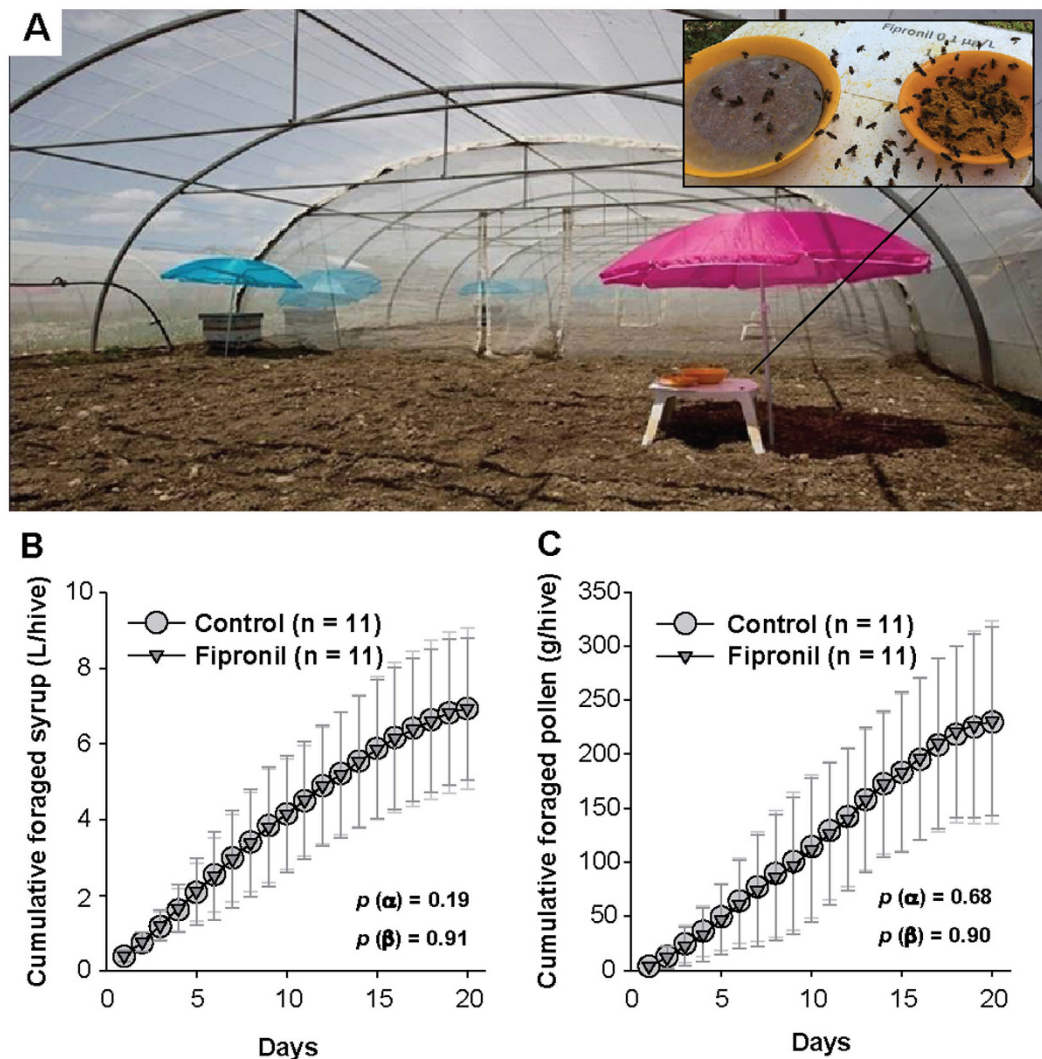 A
Fipronil 0.1 µg/L
B
Cumulative foraged syrup (L/hive)
10
8
6
4
2
0
Control (n = 11)
Fipronil (n = 11)
p (α) = 0.19
p (β) = 0.91
0 5 10 15 20
Days
C
Cumulative foraged pollen (g/hive)
350
300
250
200
150
100
50
0
Control (n = 11)
Fipronil (n = 11)
p (α) = 0.68
p (β) = 0.90
0 5 10 15 20
Days